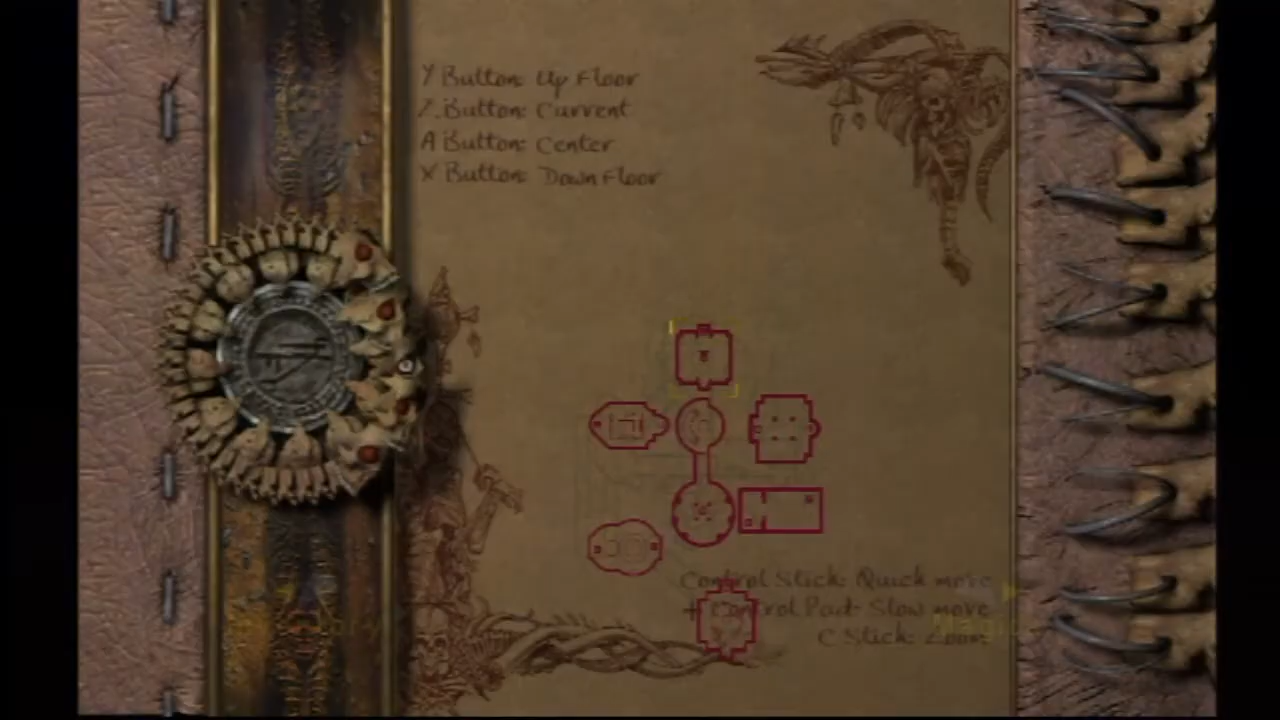 Y Button: Up Floor
Z Button: Current
A Button: Center
X Button: Down Floor
Control Stick: Quick move
+ Control Pad: Slow move
C Stick: Zoom